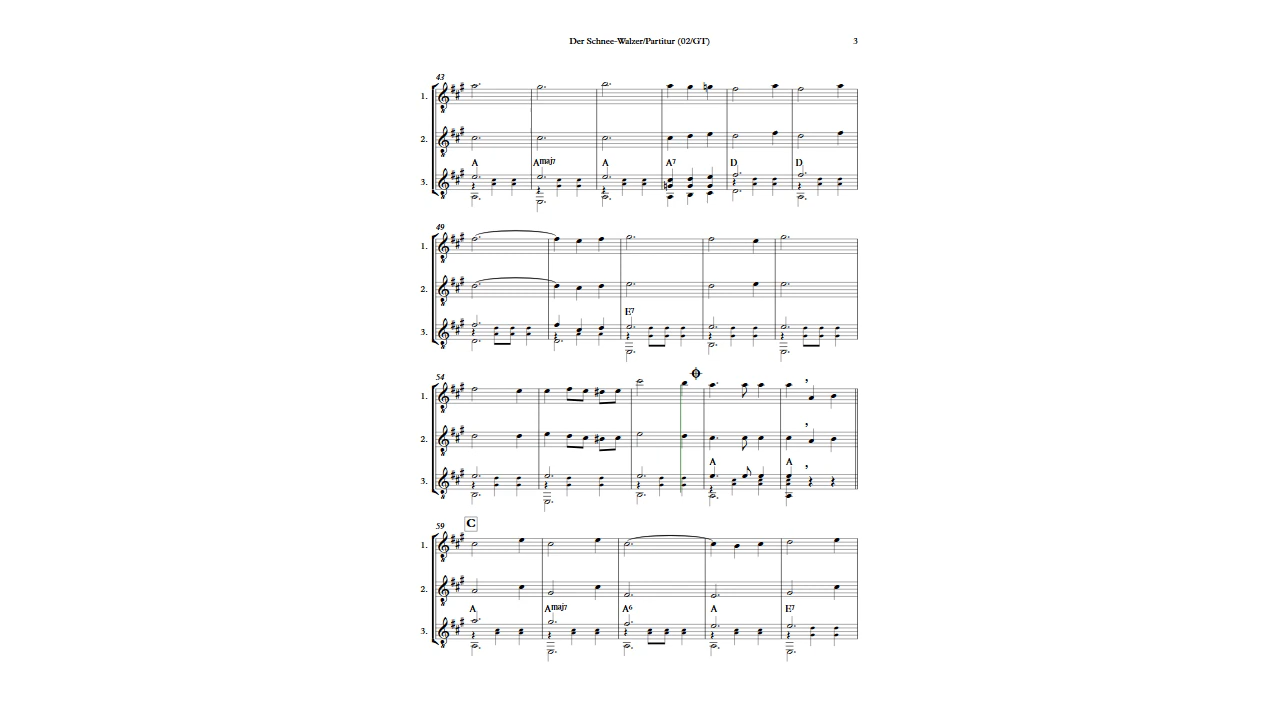 Der Schnee-Walzer/Partitur (02/GT) 3
43
1.
2.
A Amaj7 A A7 D D
3.
49
1.
2.
E7
3.
54
1.
2.
A A
3.
59 C
1.
2.
A Amaj7 A6 A E7
3.